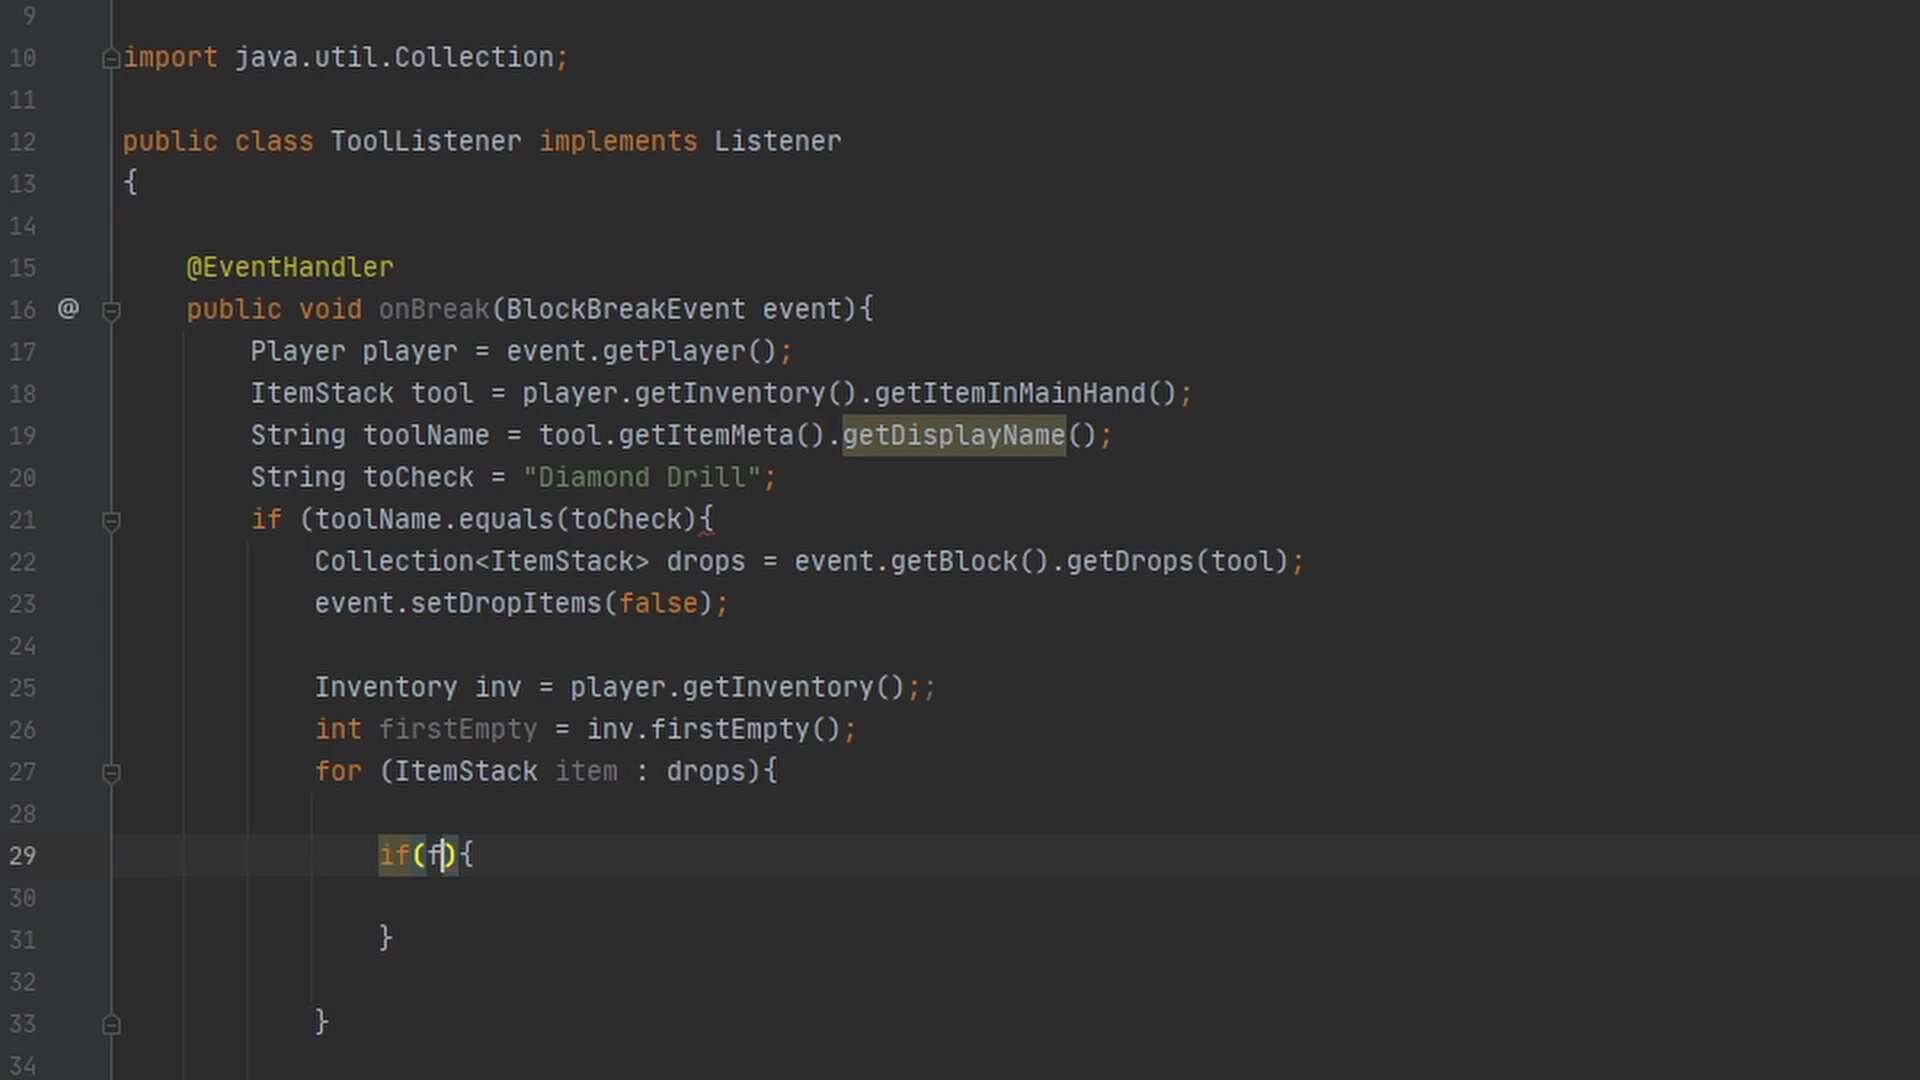 9
10 import java.util.Collection;
11
12 public class ToolListener implements Listener
13 {
14
15 @EventHandler
16 @ public void onBreak(BlockBreakEvent event){
17 Player player = event.getPlayer();
18 ItemStack tool = player.getInventory().getItemInMainHand();
19 String toolName = tool.getItemMeta().getDisplayName();
20 String toCheck = "Diamond Drill";
21 if (toolName.equals(toCheck){
22 Collection<ItemStack> drops = event.getBlock().getDrops(tool);
23 event.setDropItems(false);
24
25 Inventory inv = player.getInventory();;
26 int firstEmpty = inv.firstEmpty();
27 for (ItemStack item : drops){
28
29 if(f){
30
31 }
32
33 }
34